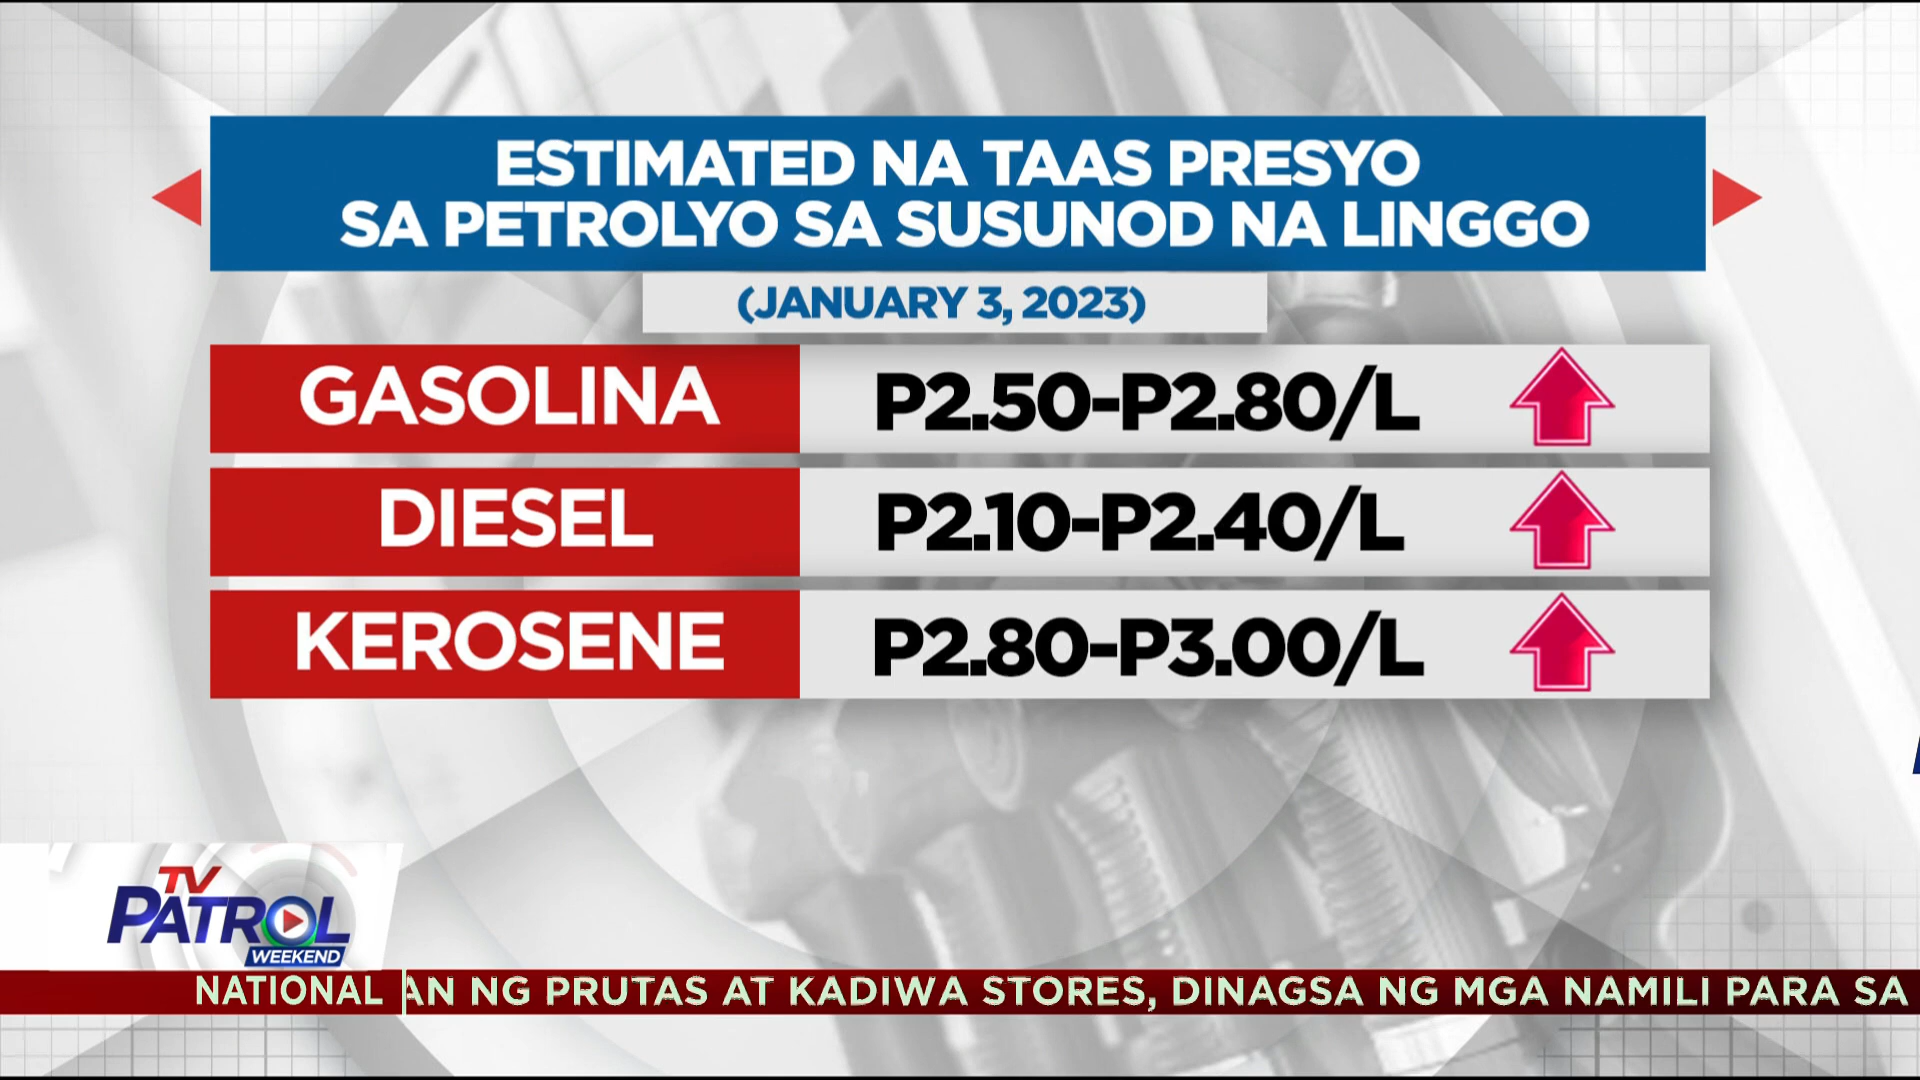 ESTIMATED NA TAAS PRESYO
SA PETROLYO SA SUSUNOD NA LINGGO
(JANUARY 3, 2023)
GASOLINA P2.50-P2.80/L
DIESEL P2.10-P2.40/L
KEROSENE P2.80-P3.00/L
TV
PATROL
WEEKEND
NATIONAL AN NG PRUTAS AT KADIWA STORES, DINAGSA NG MGA NAMILI PARA SA